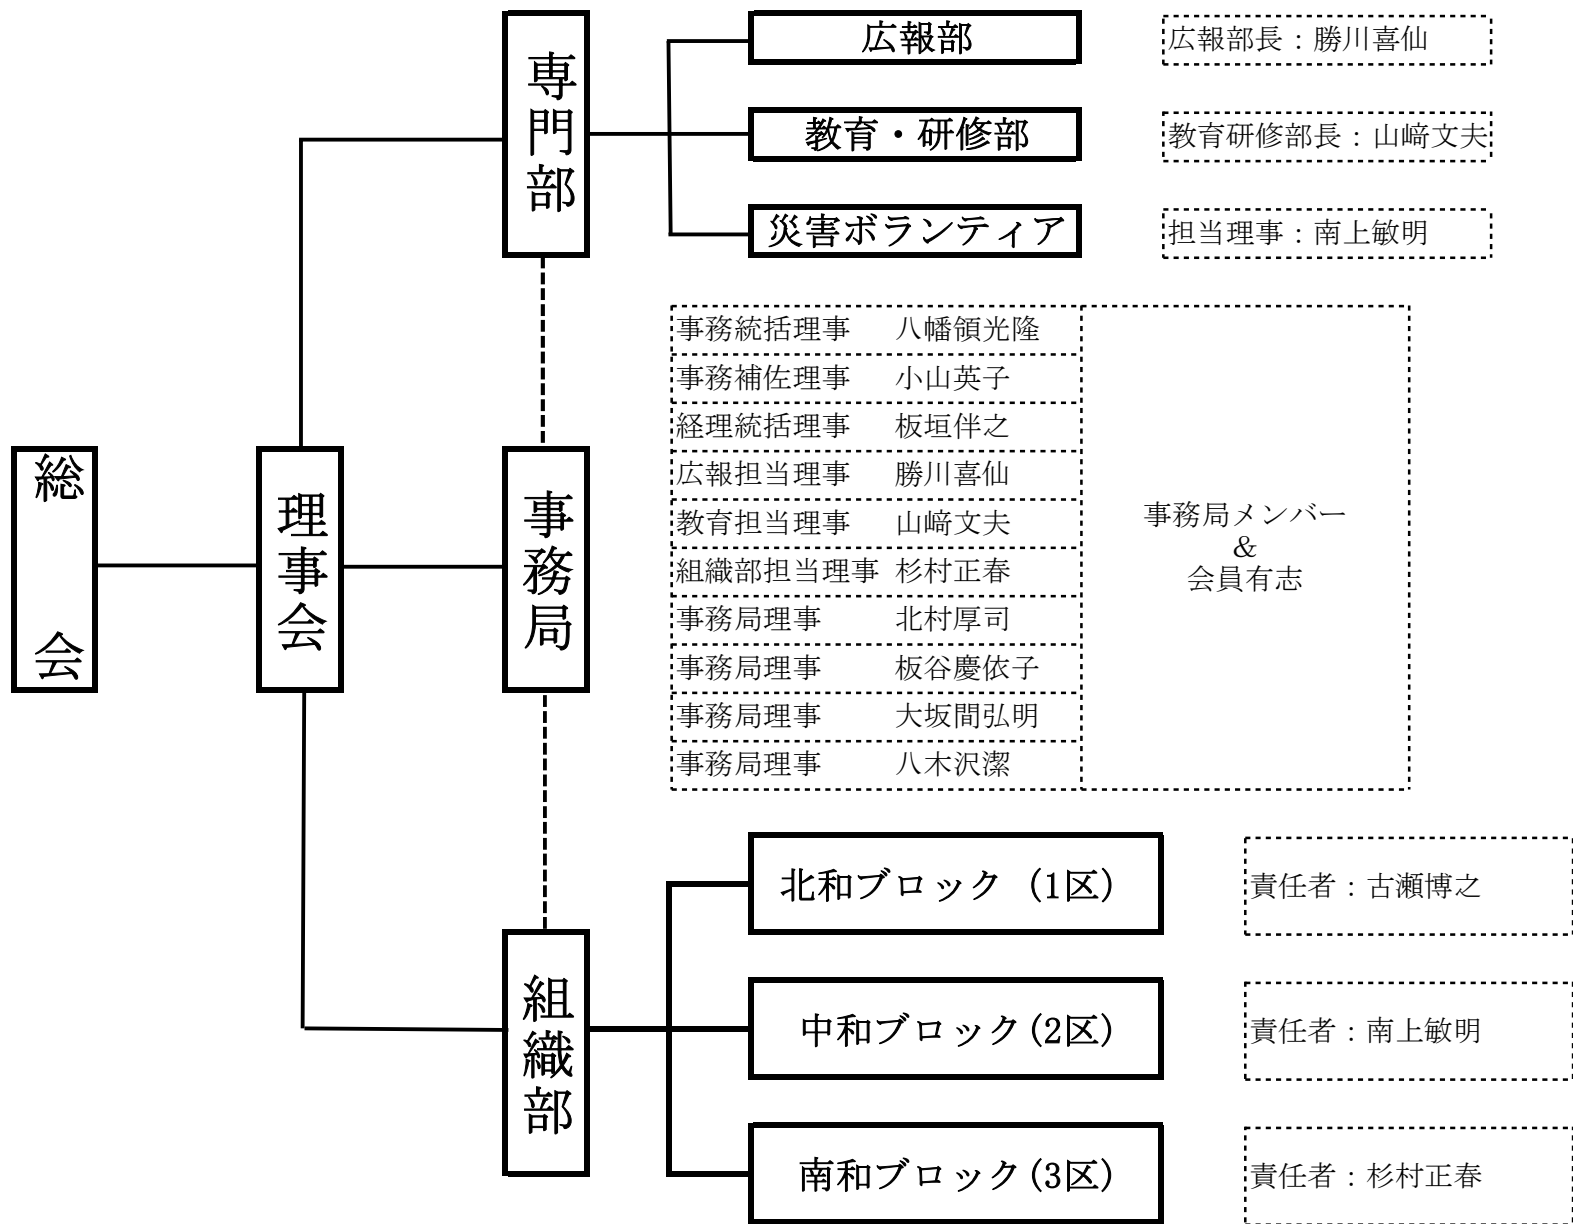 専門部
広報部
広報部長：勝川喜仙
教育・研修部
教育研修部長：山﨑文夫
災害ボランティア
担当理事：南上敏明
総会
理事会
事務局
事務統括理事 八幡領光隆
事務補佐理事 小山英子
経理統括理事 板垣伴之
広報担当理事 勝川喜仙
教育担当理事 山﨑文夫
組織部担当理事 杉村正春
事務局理事 北村厚司
事務局理事 板谷慶依子
事務局理事 大坂間弘明
事務局理事 八木沢潔
事務局メンバー
&
会員有志
組織部
北和ブロック (1区)
責任者：古瀬博之
中和ブロック(2区)
責任者：南上敏明
南和ブロック(3区)
責任者：杉村正春